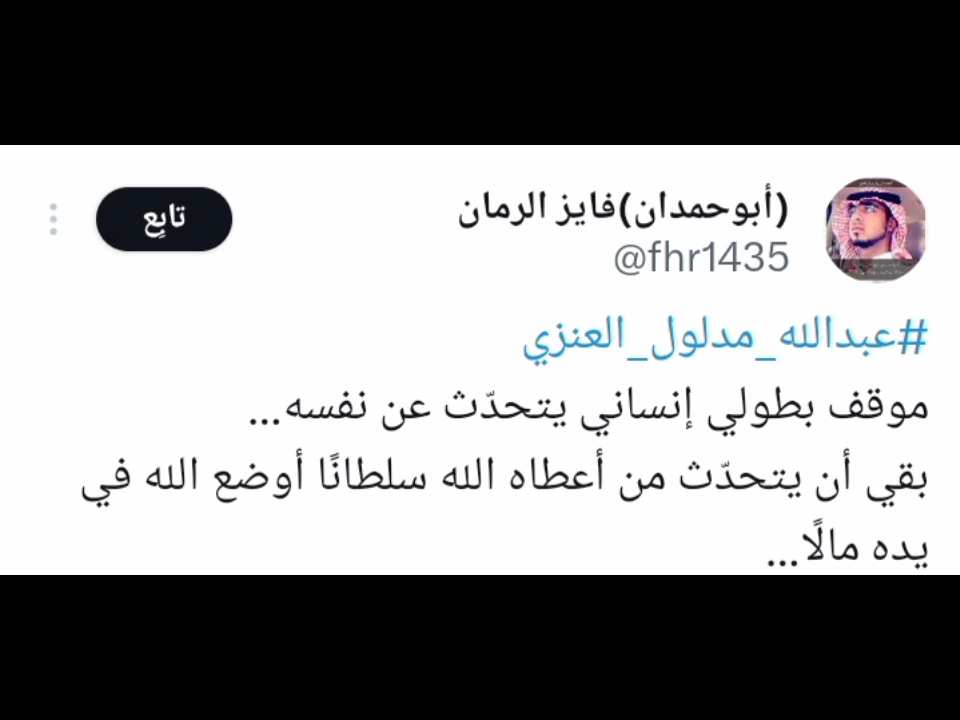 (أبوحمدان)فايز الرمان
تابِع
@fhr1435
#عبدالله_مدلول_العنزي
موقف بطولي إنساني يتحدّث عن نفسه...
بقي أن يتحدّث من أعطاه الله سلطانًا أوضع الله في
يده مالًا...